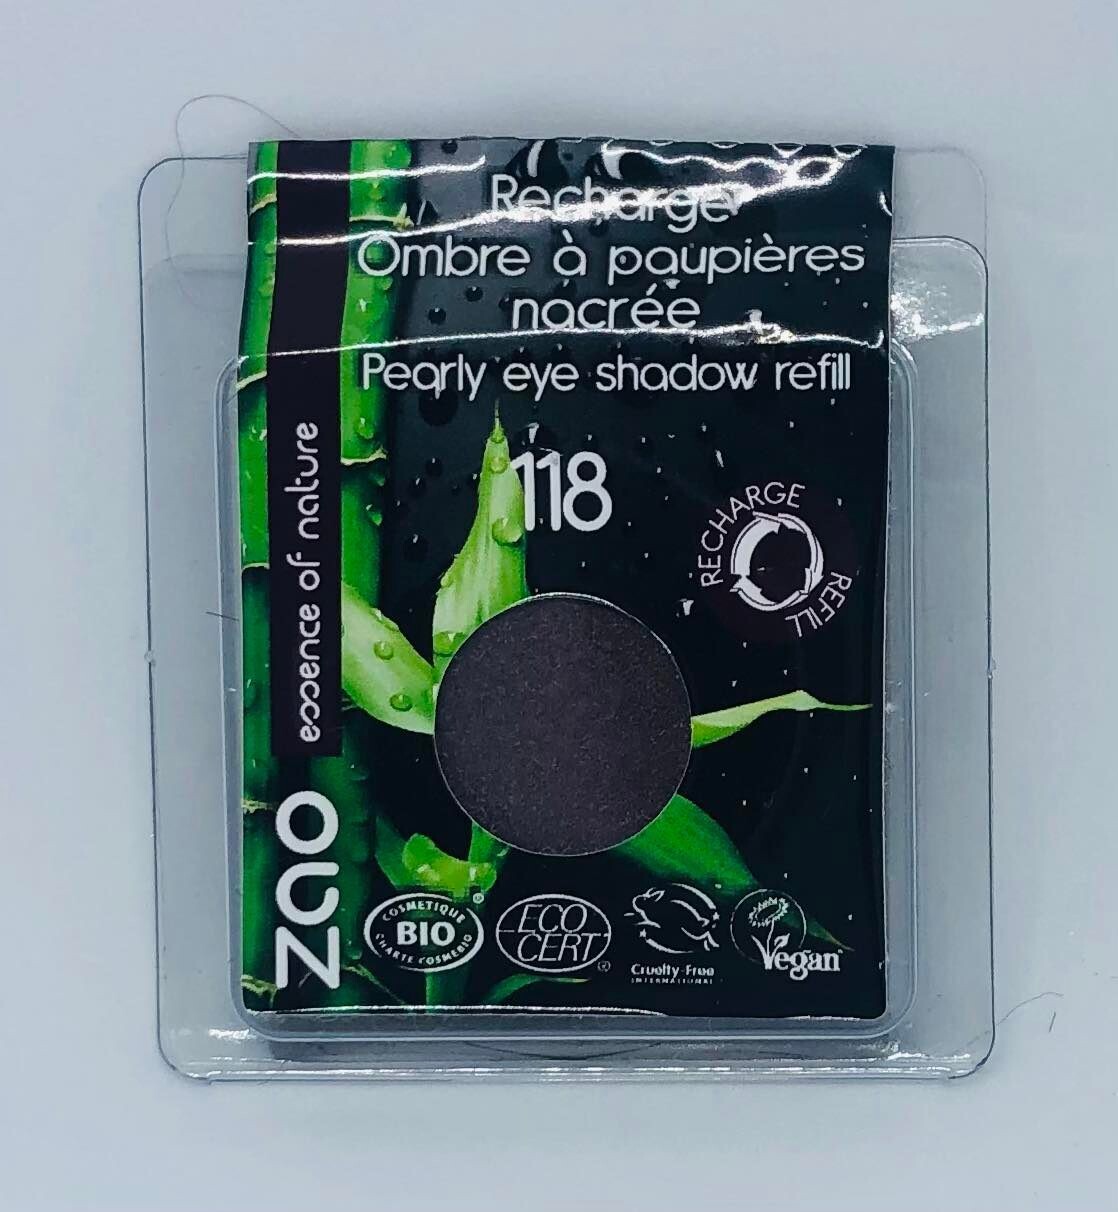 Recharge
Ombre à paupières
nacrée
Pearly eye shadow refill
118
RECHARGE
REFILL
essence of nature
zao
COSMETIQUE
BIO
CHARTE COSMEBIO
®
ECO
CERT
®
Cruelty-Free
INTERNATIONAL
Vegan